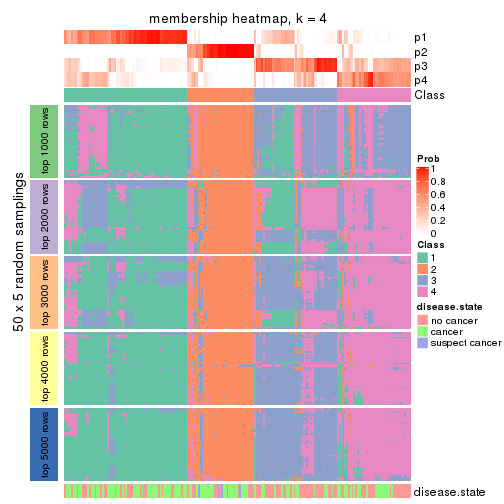 membership heatmap, k = 4
p1
p2
p3
p4
Class
50 x 5 random samplings
top 1000 rows
top 2000 rows
top 3000 rows
top 4000 rows
top 5000 rows
Prob
1
0.8
0.6
0.4
0.2
0
Class
1
2
3
4
disease.state
no cancer
cancer
suspect cancer
disease.state